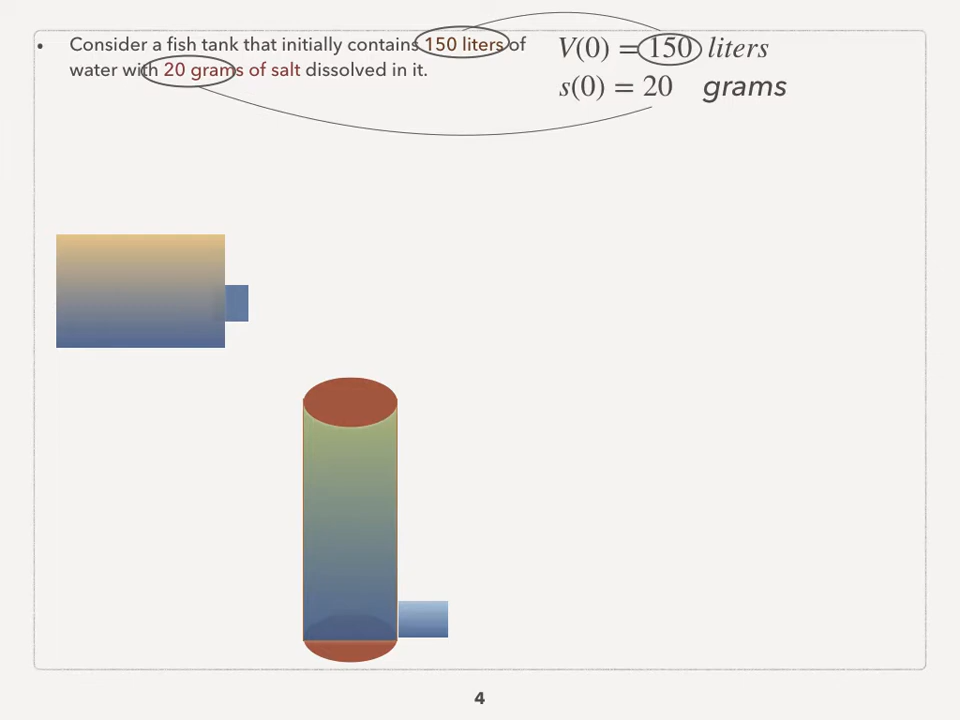 • Consider a fish tank that initially contains 150 liters of
water with 20 grams of salt dissolved in it.
V(0) = 150 liters
s(0) = 20 grams
4